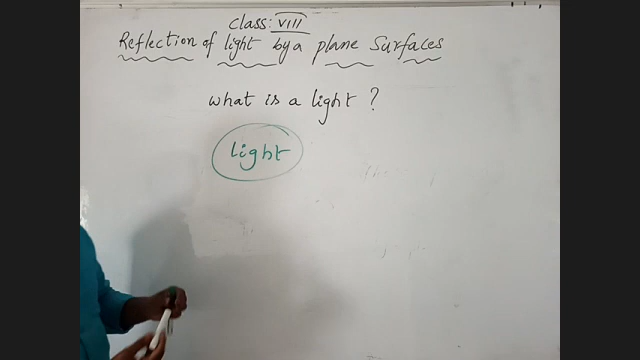 class: VIII
Reflection of light by a plane Surfaces
what is a light ?
light